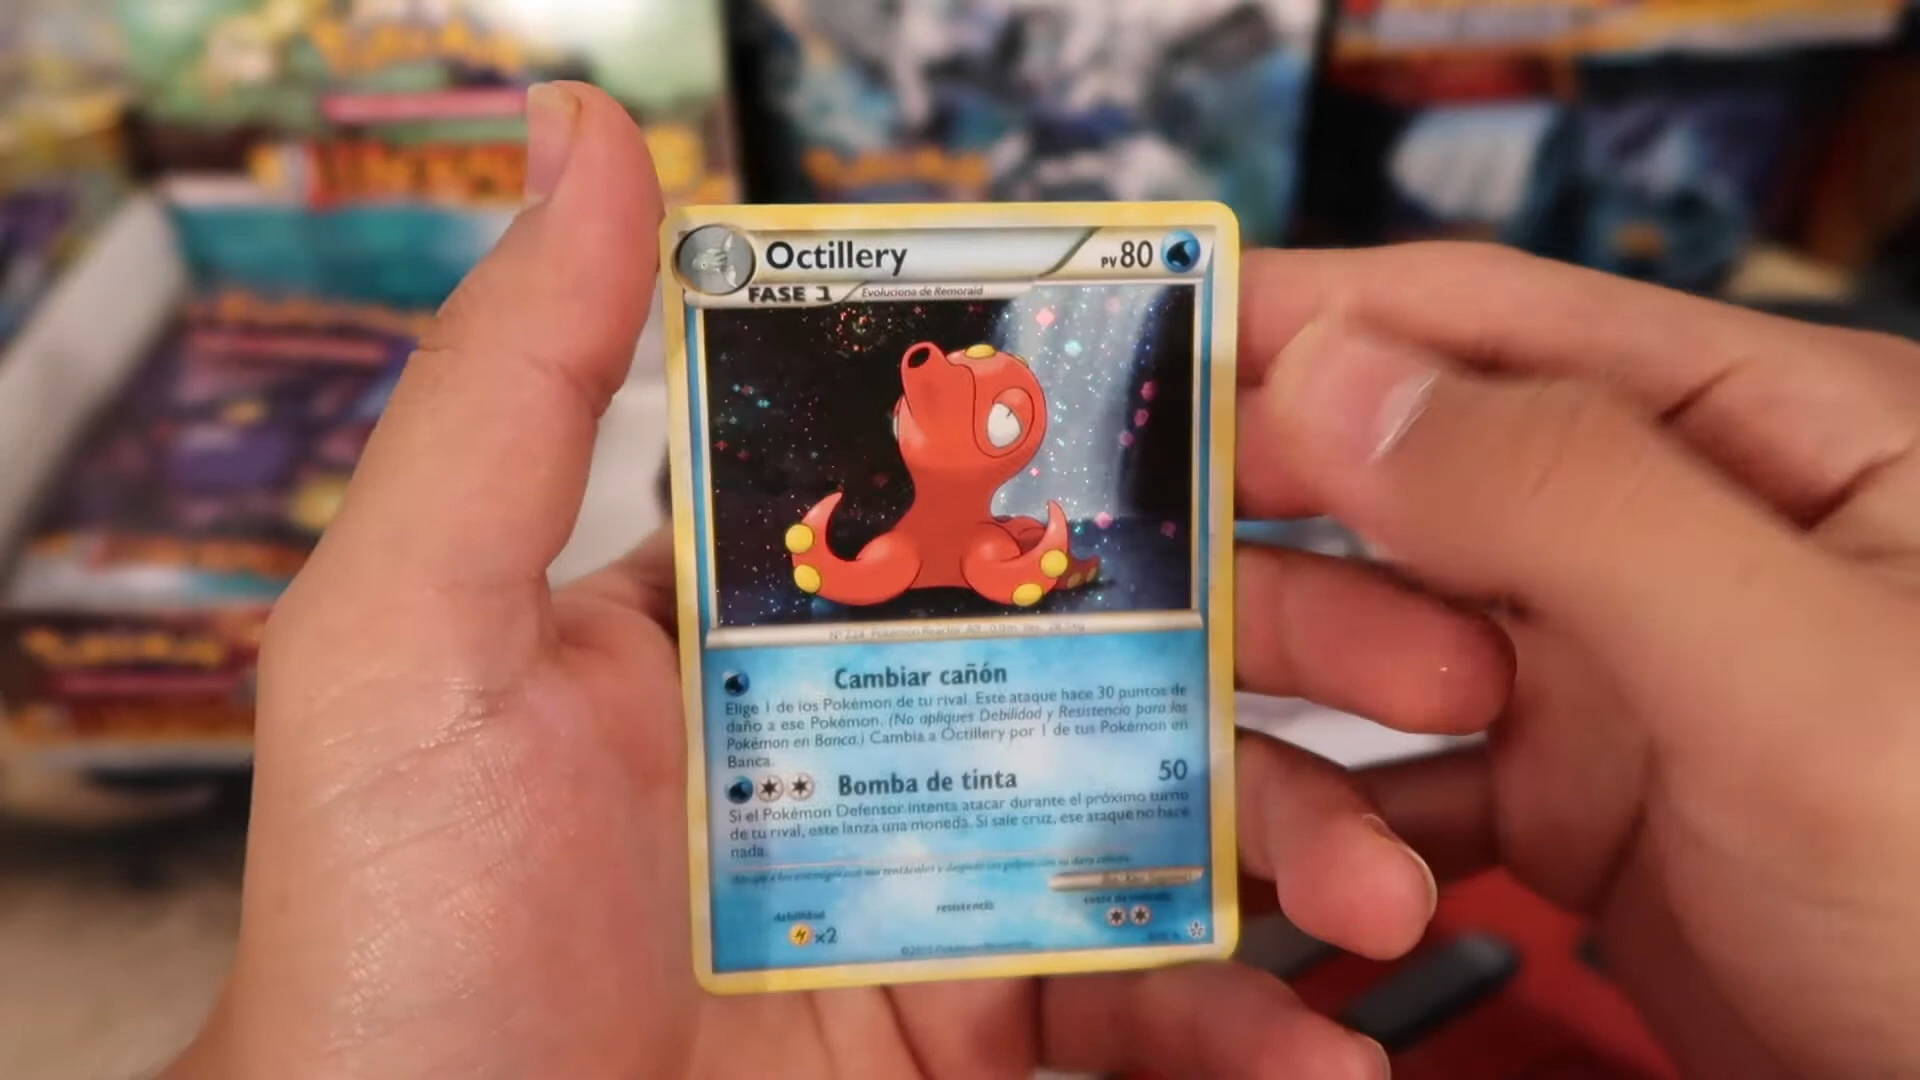 Octillery
PV 80
FASE 1
Evoluciona de Remoraid
Cambiar cañón
Elige 1 de los Pokémon de tu rival. Este ataque hace 30 puntos de
daño a ese Pokémon. (No apliques Debilidad y Resistencia para los
Pokémon en Banca.) Cambia a Octillery por 1 de tus Pokémon en
Banca.
Bomba de tinta
50
Si el Pokémon Defensor intenta atacar durante el próximo turno
de tu rival, este lanza una moneda. Si sale cruz, ese ataque no hace
nada.
debilidad
x2
resistencia